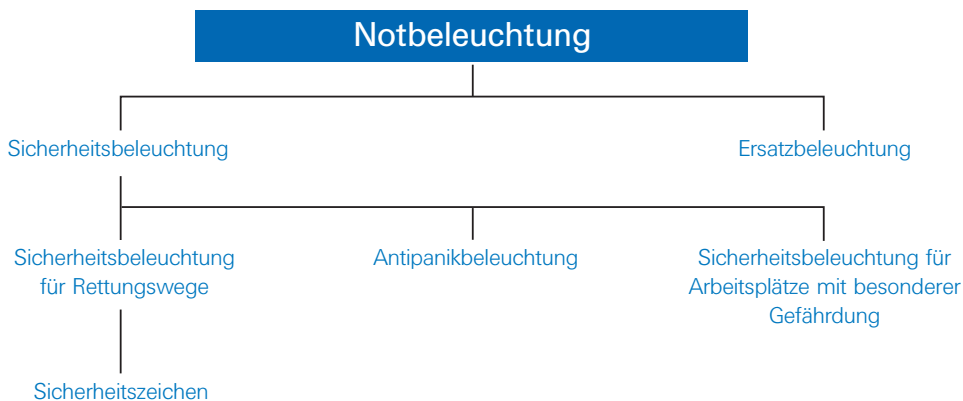 Notbeleuchtung
Sicherheitsbeleuchtung
Ersatzbeleuchtung
Sicherheitsbeleuchtung
für Rettungswege
Antipanikbeleuchtung
Sicherheitsbeleuchtung für
Arbeitsplätze mit besonderer
Gefährdung
Sicherheitszeichen